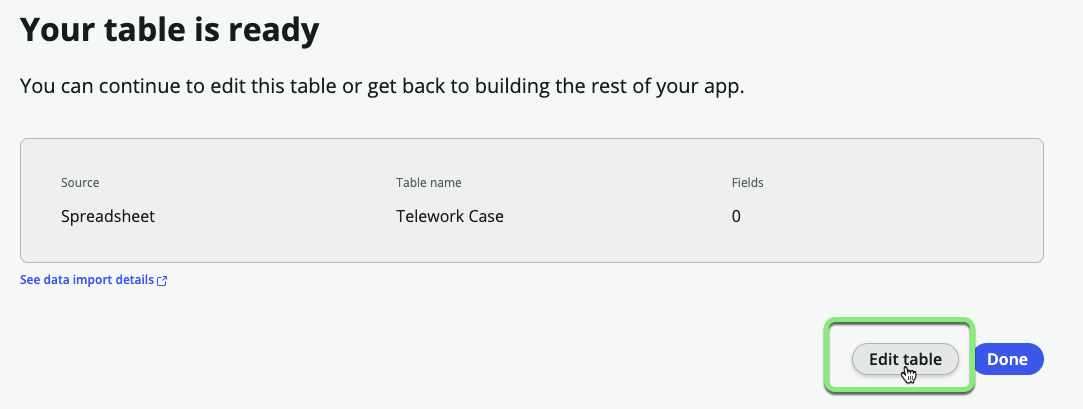 Your table is ready
You can continue to edit this table or get back to building the rest of your app.
Source Table name Fields
Spreadsheet Telework Case 0
See data import details
Edit table Done